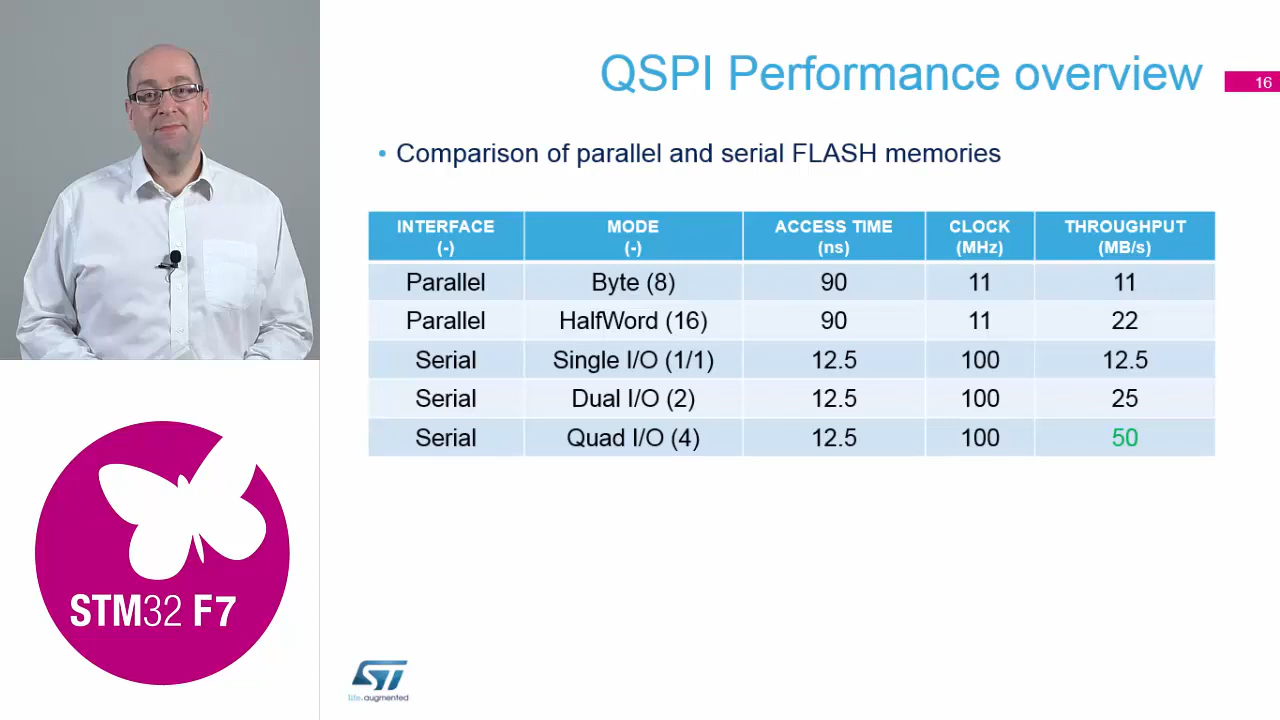 QSPI Performance overview
16
• Comparison of parallel and serial FLASH memories
INTERFACE (-) MODE (-) ACCESS TIME (ns) CLOCK (MHz) THROUGHPUT (MB/s)
Parallel Byte (8) 90 11 11
Parallel HalfWord (16) 90 11 22
Serial Single I/O (1/1) 12.5 100 12.5
Serial Dual I/O (2) 12.5 100 25
Serial Quad I/O (4) 12.5 100 50
STM32 F7
ST
life.augmented